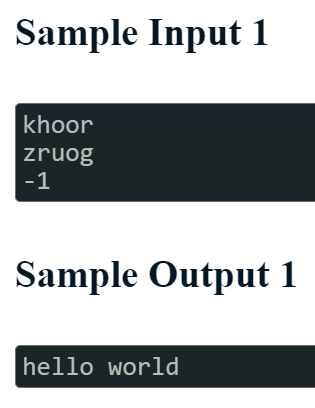 Sample Input 1
khoor
zruog
-1
Sample Output 1
hello world